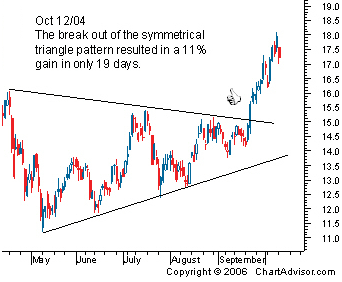 Oct 12/04
The break out of the symmetrical
triangle pattern resulted in a 11%
gain in only 19 days.
19.0
18.5
18.0
17.5
17.0
16.5
16.0
15.5
15.0
14.5
14.0
13.5
13.0
12.5
12.0
11.5
11.0
May June July August September
Copyright © 2006 ChartAdvisor.com